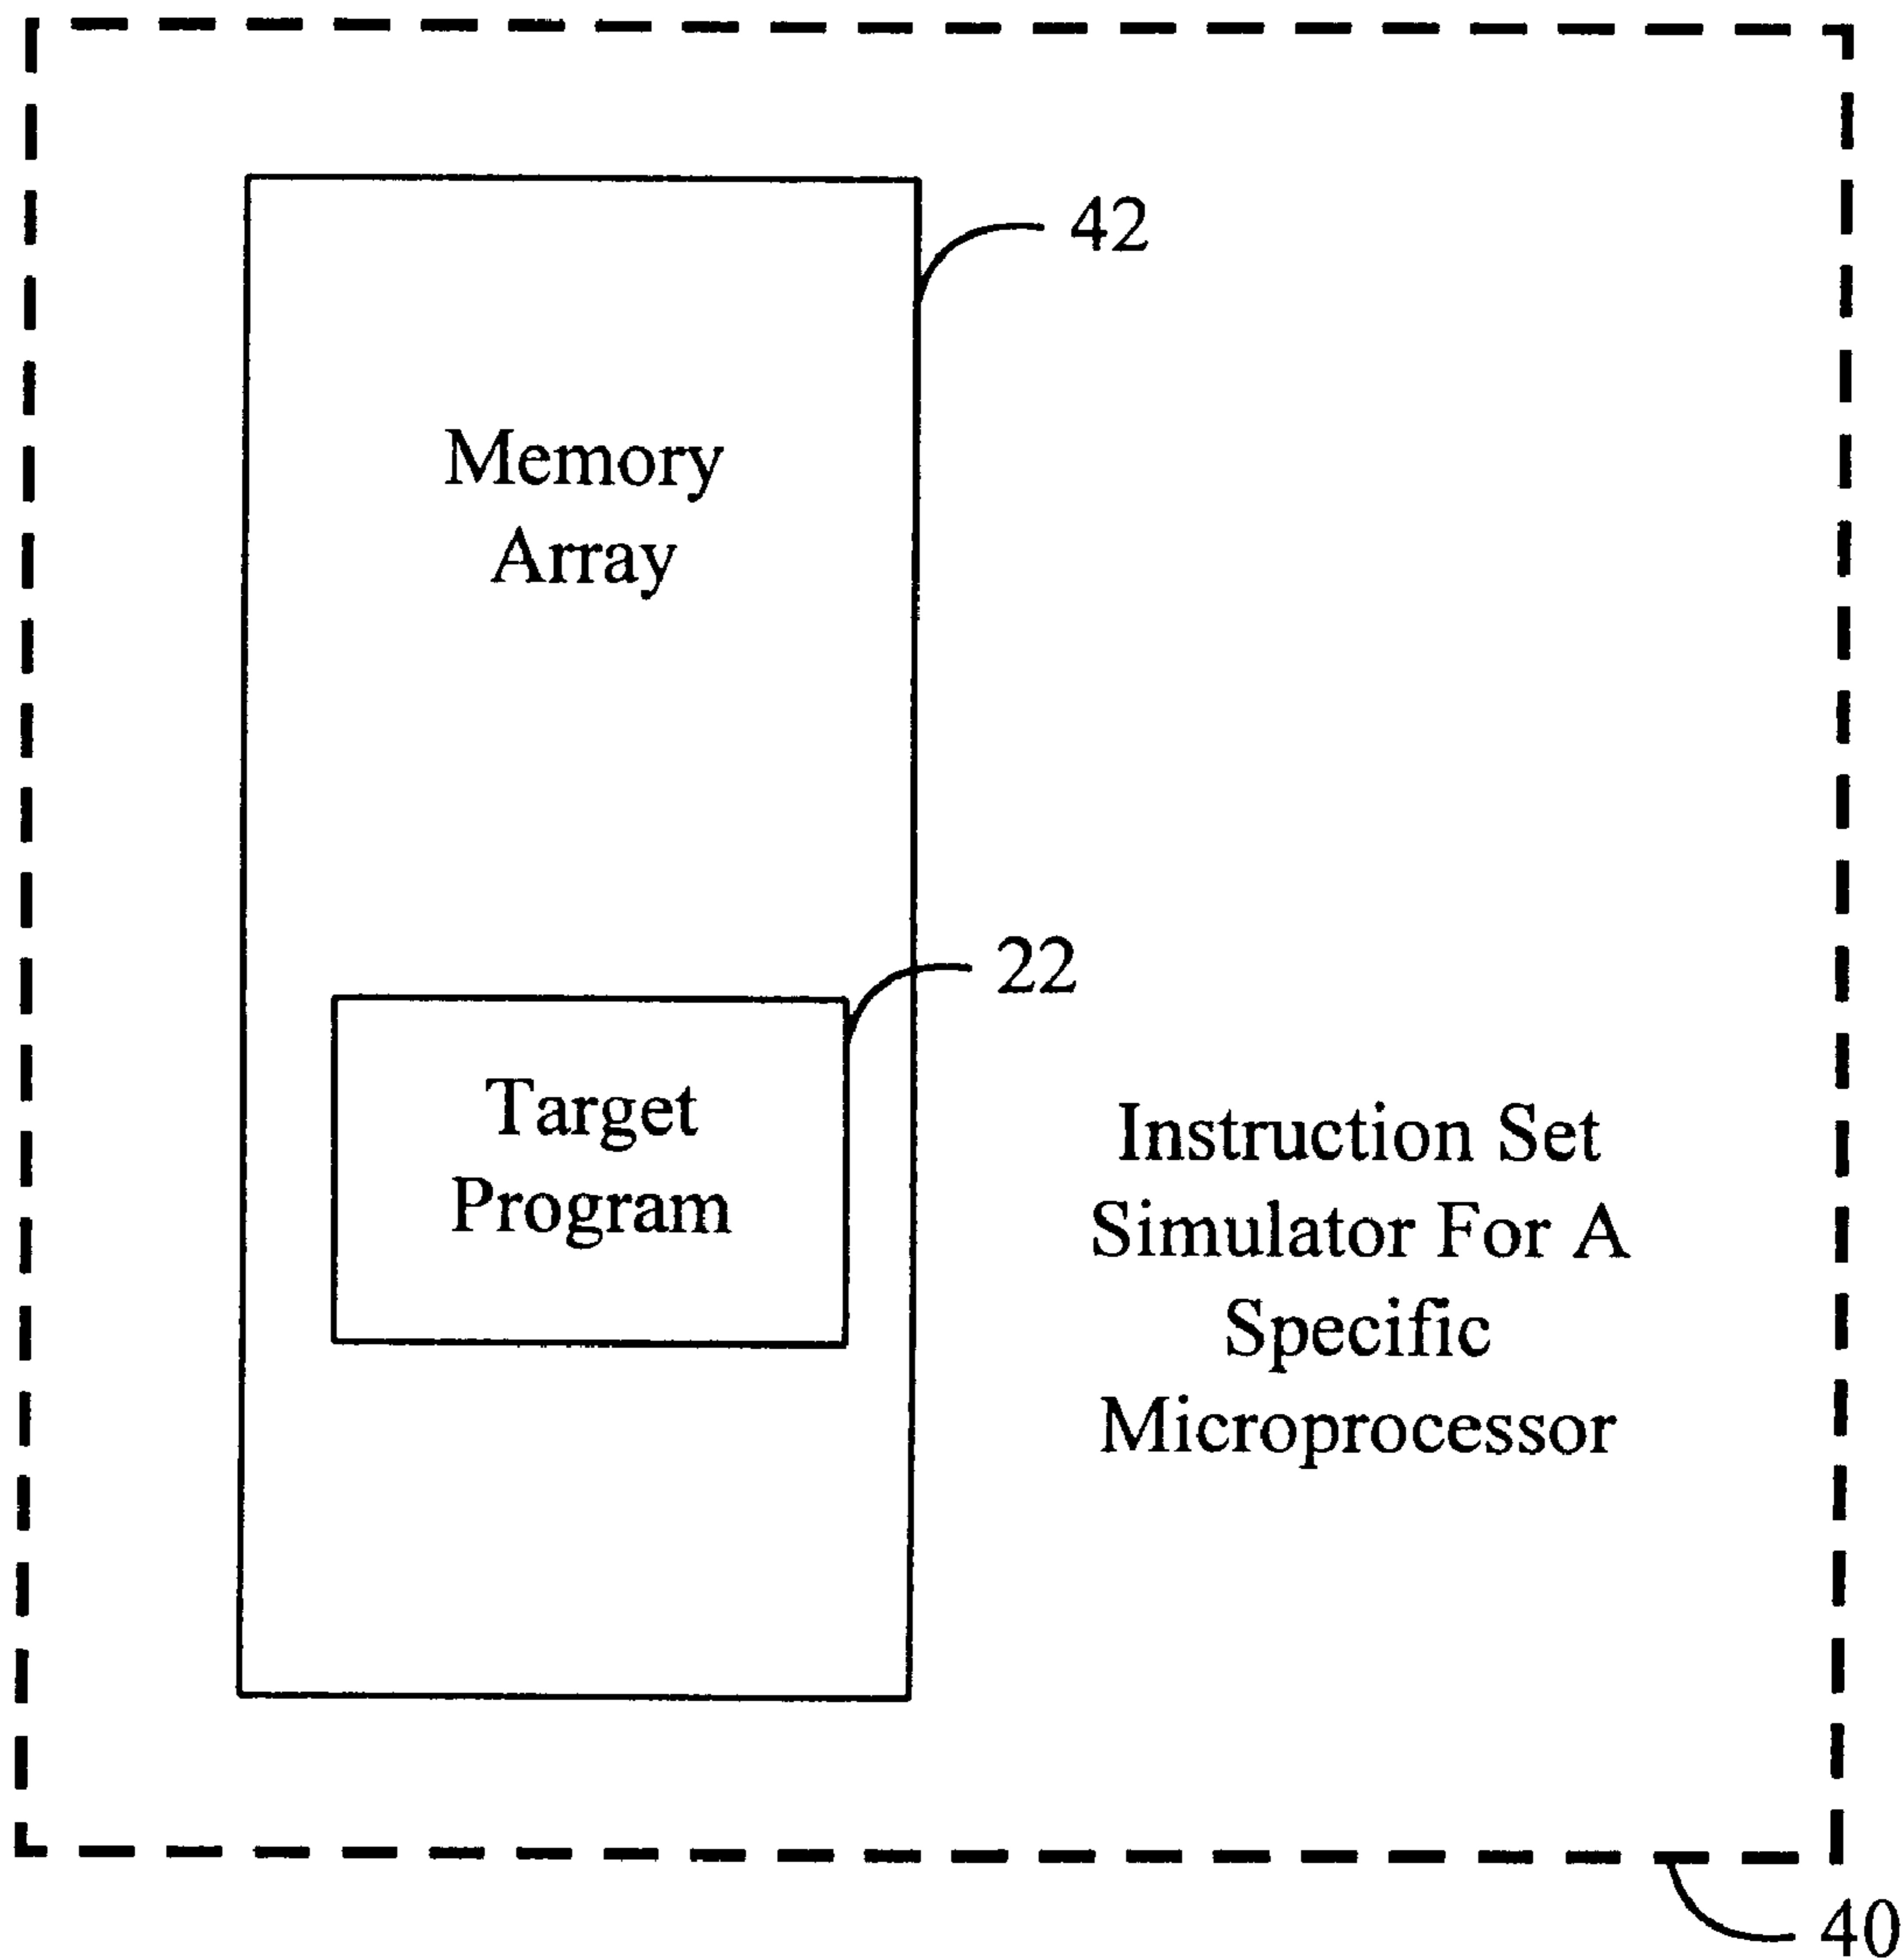 42
Memory
Array
22
Target
Program
Instruction Set
Simulator For A
Specific
Microprocessor
40